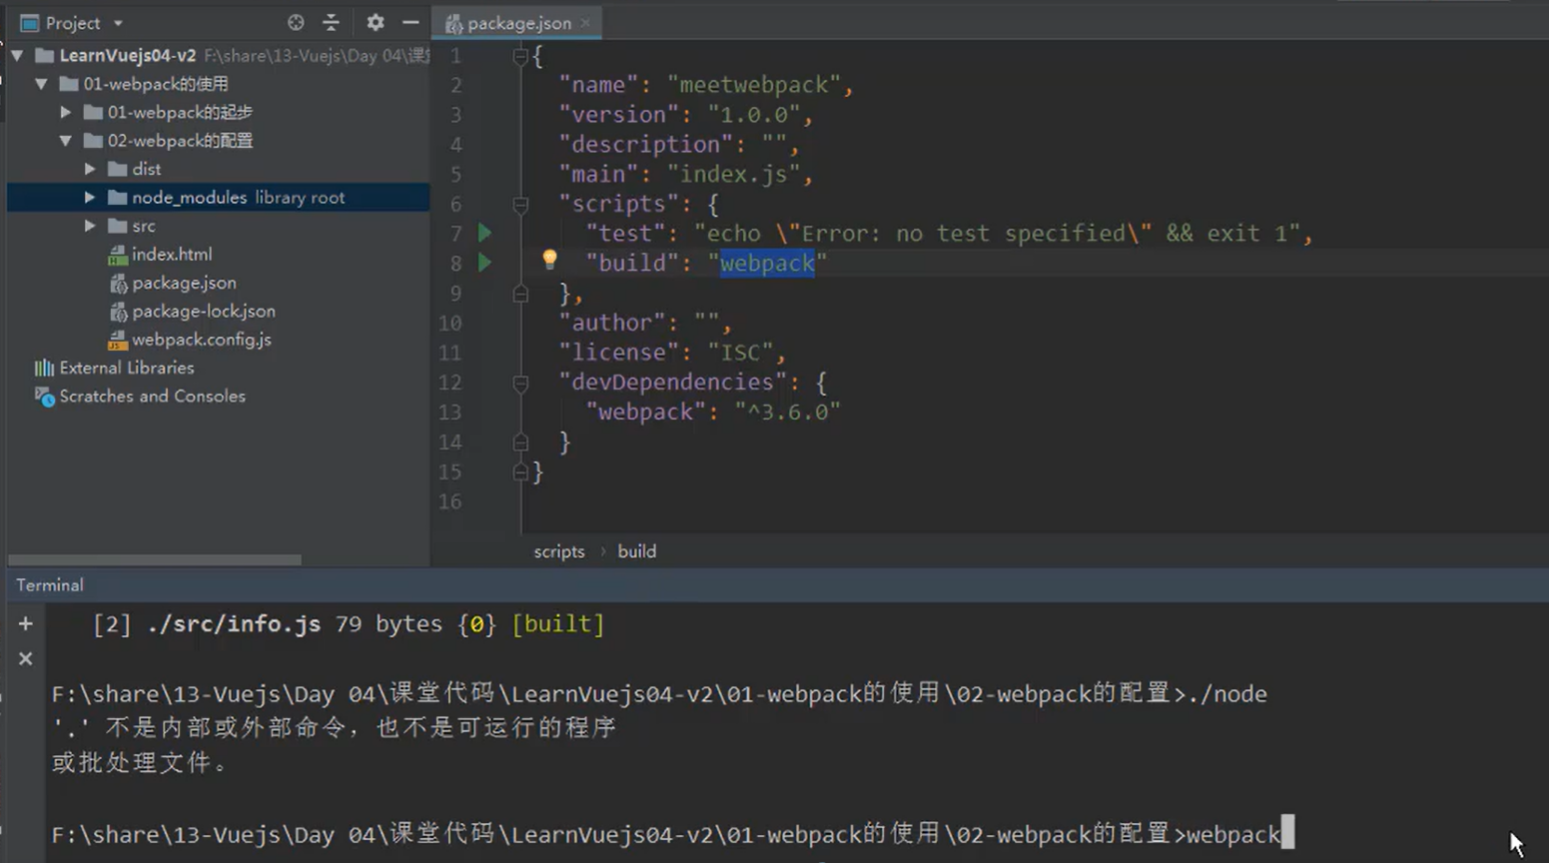 Project
LearnVuejs04-v2 F:\share\13-Vuejs\Day 04\
01-webpack的使用
01-webpack的起步
02-webpack的配置
dist
node_modules library root
src
index.html
package.json
package-lock.json
webpack.config.js
External Libraries
Scratches and Consoles
package.json
1 {
2 "name": "meetwebpack",
3 "version": "1.0.0",
4 "description": "",
5 "main": "index.js",
6 "scripts": {
7 "test": "echo \"Error: no test specified\" && exit 1",
8 "build": "webpack"
9 },
10 "author": "",
11 "license": "ISC",
12 "devDependencies": {
13 "webpack": "^3.6.0"
14 }
15 }
16
scripts › build
Terminal
[2] ./src/info.js 79 bytes {0} [built]
F:\share\13-Vuejs\Day 04\课堂代码\LearnVuejs04-v2\01-webpack的使用\02-webpack的配置>./node
'.' 不是内部或外部命令，也不是可运行的程序
或批处理文件。
F:\share\13-Vuejs\Day 04\课堂代码\LearnVuejs04-v2\01-webpack的使用\02-webpack的配置>webpack